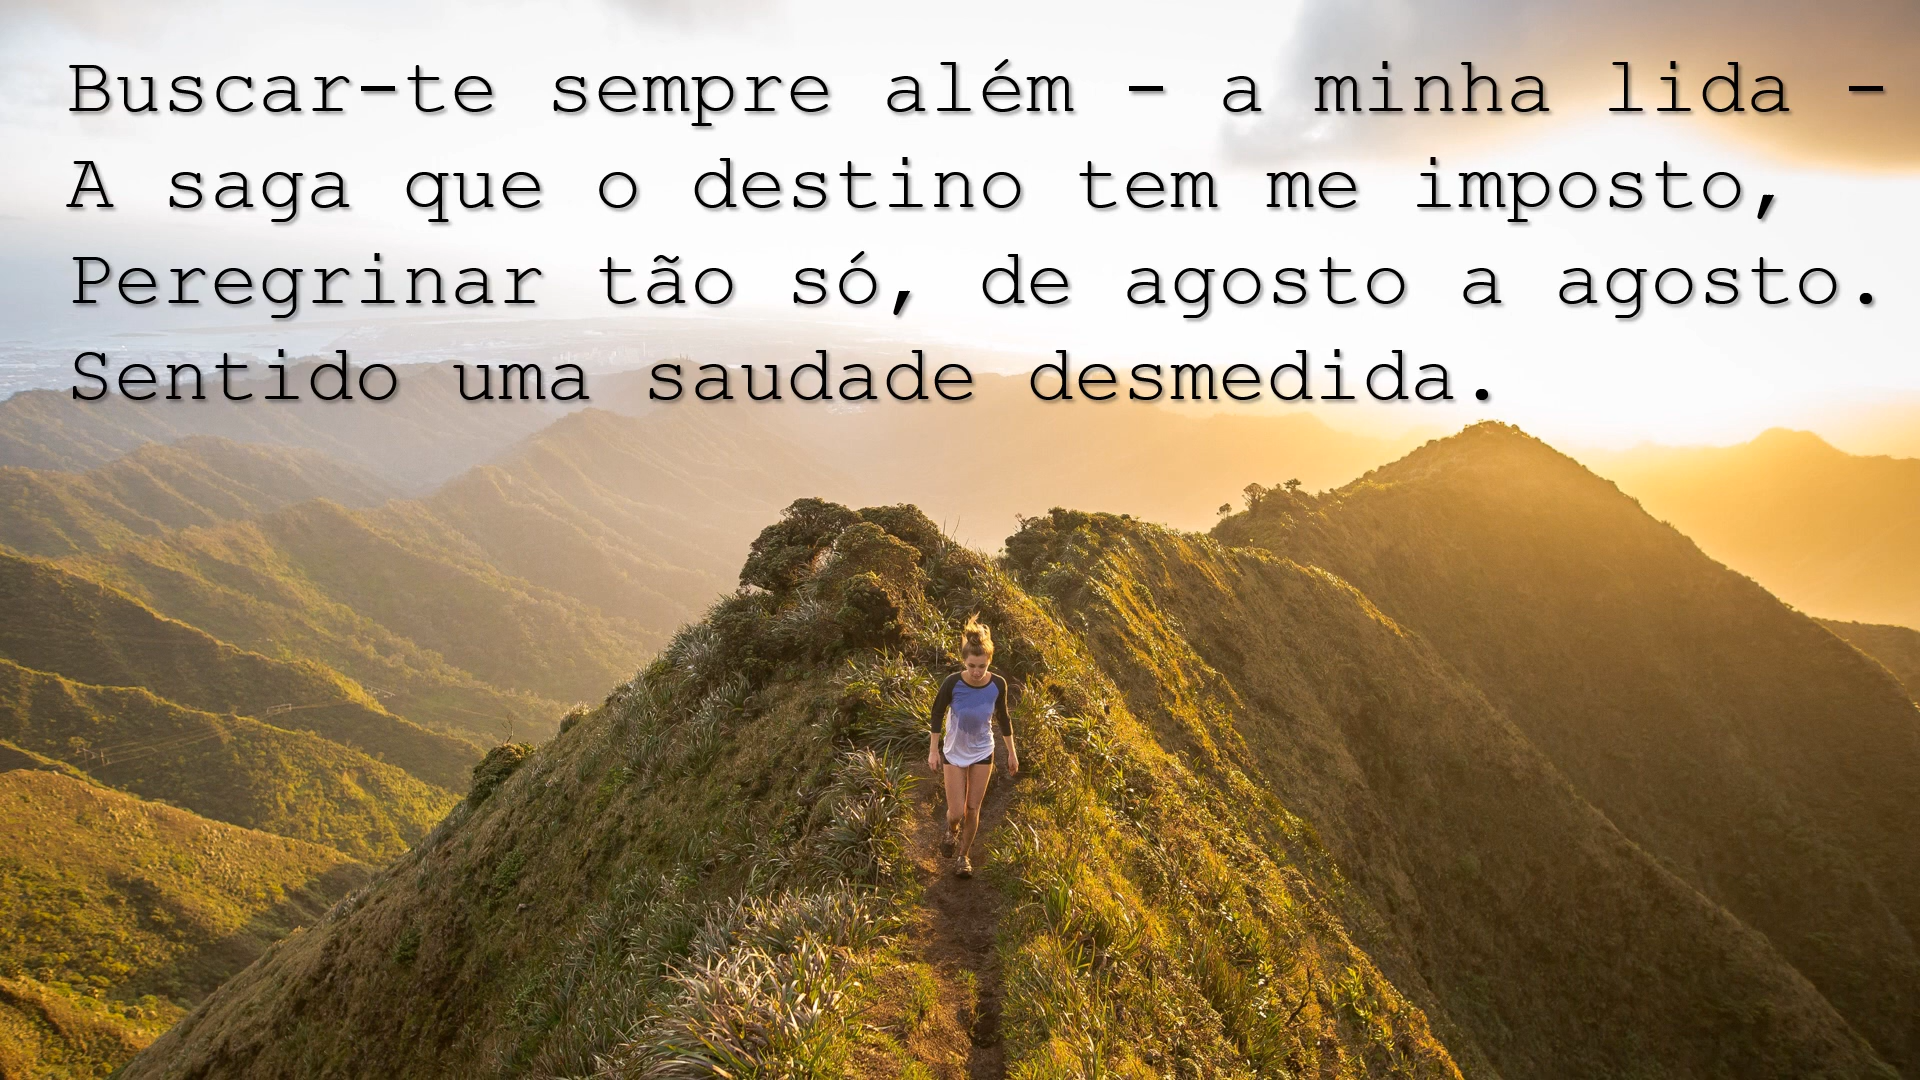 Buscar-te sempre além - a minha lida -
A saga que o destino tem me imposto,
Peregrinar tão só, de agosto a agosto.
Sentido uma saudade desmedida.